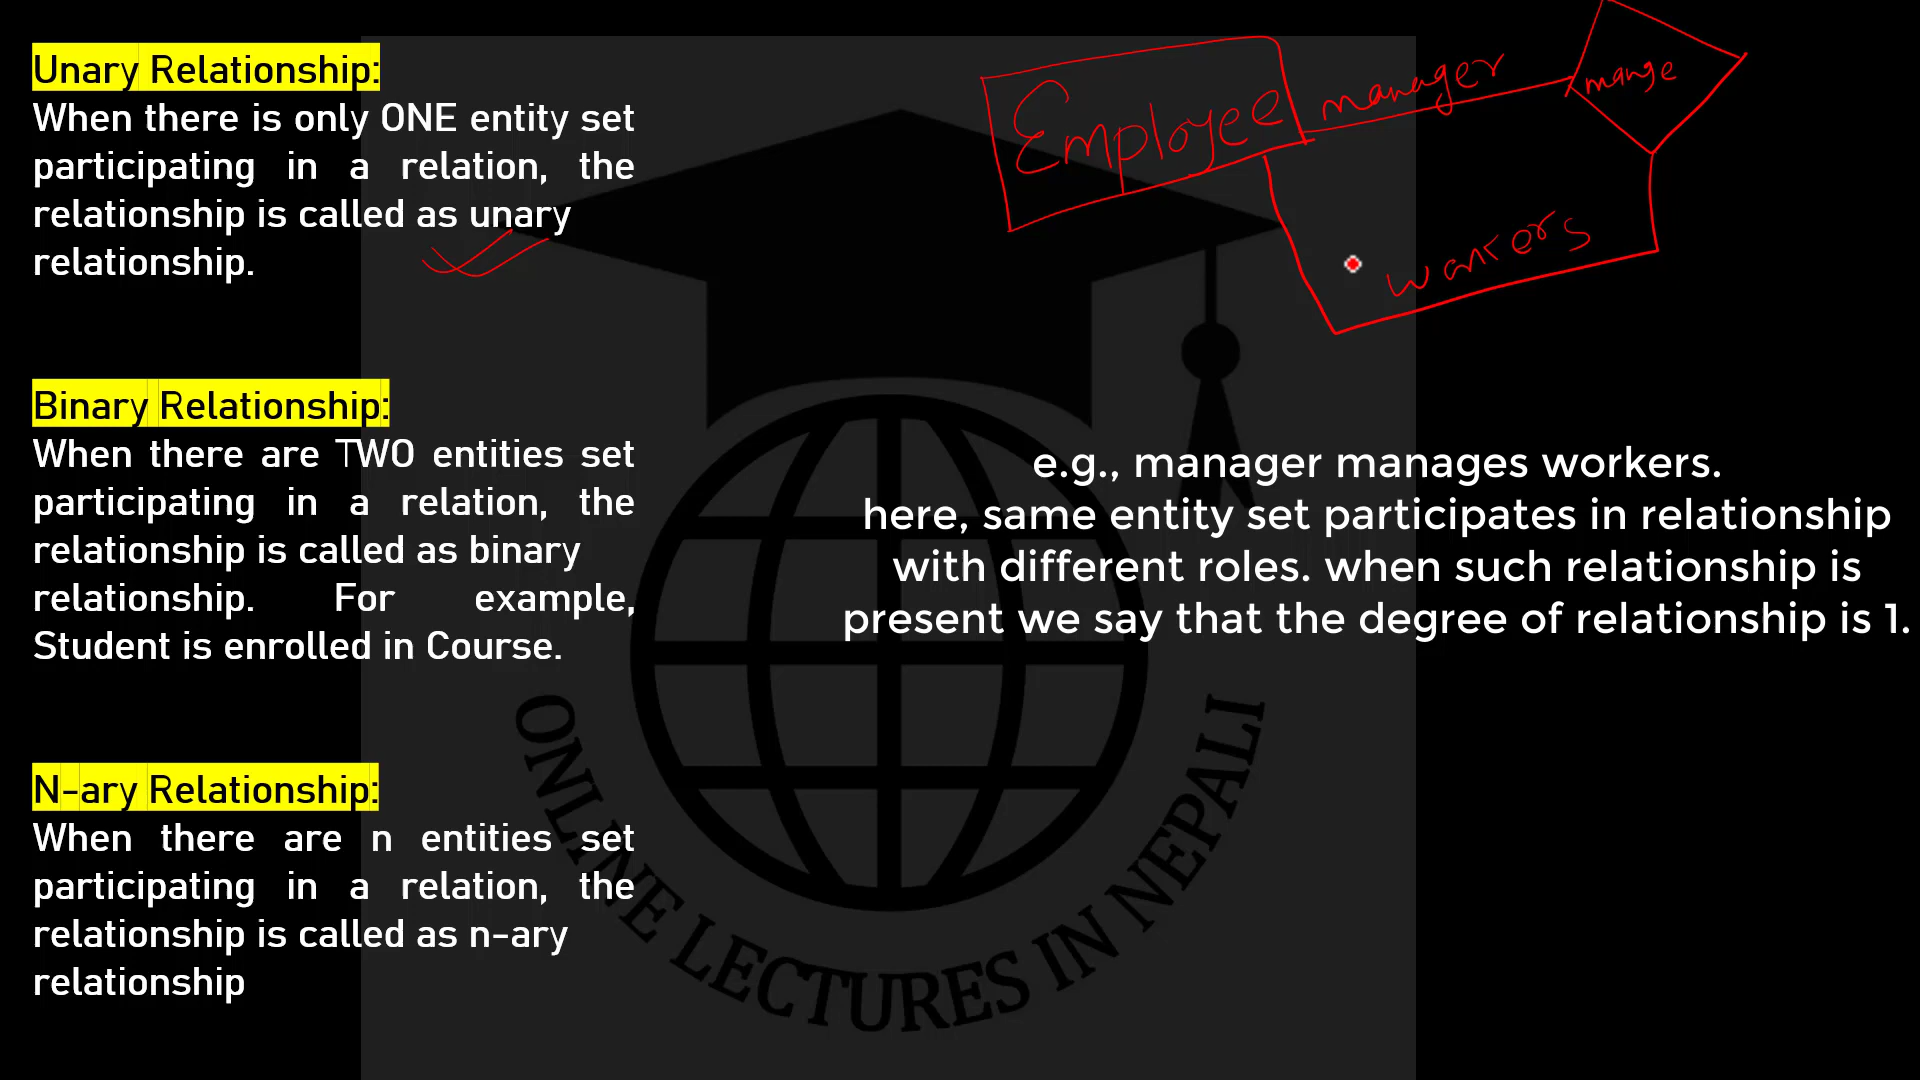 Unary Relationship:
When there is only ONE entity set
participating in a relation, the
relationship is called as unary
relationship.
Binary Relationship:
When there are TWO entities set
participating in a relation, the
relationship is called as binary
relationship. For example,
Student is enrolled in Course.
N-ary Relationship:
When there are n entities set
participating in a relation, the
relationship is called as n-ary
relationship
Employee
manager
mange
workers
e.g., manager manages workers.
here, same entity set participates in relationship
with different roles. when such relationship is
present we say that the degree of relationship is 1.
ONLINE LECTURES IN NEPALI